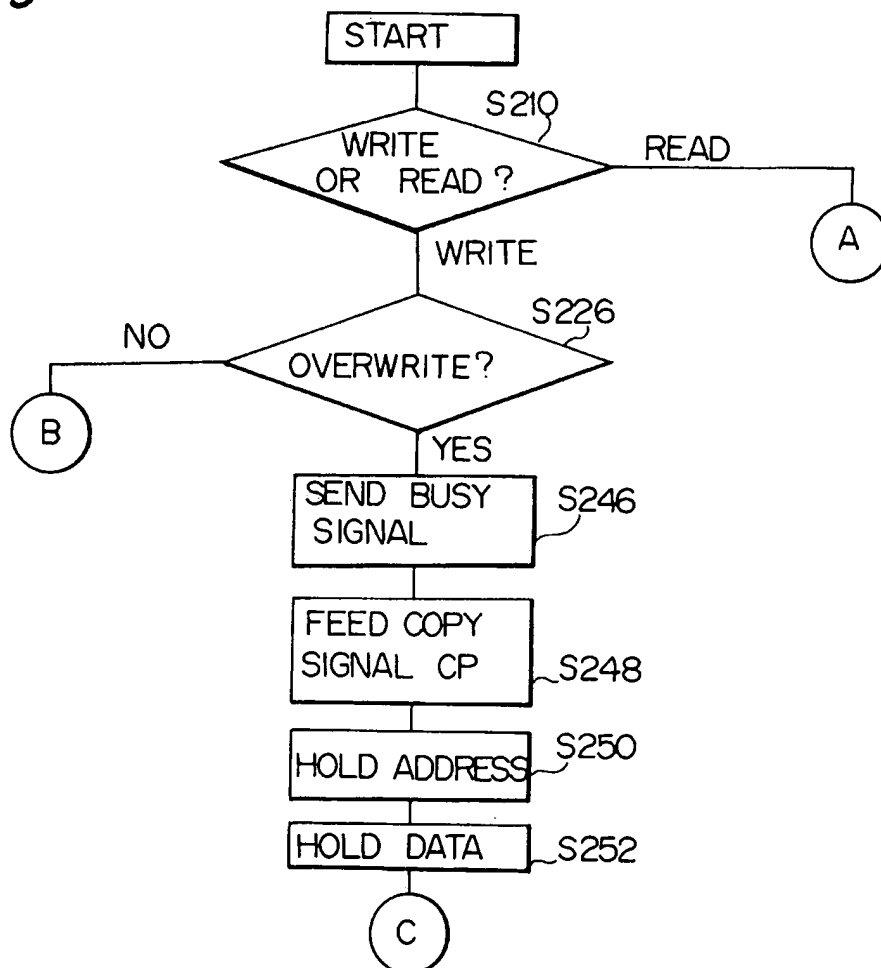 START
S210
WRITE
OR READ?
READ
A
WRITE
S226
NO
OVERWRITE?
B
YES
SEND BUSY
SIGNAL
S246
FEED COPY
SIGNAL CP
S248
HOLD ADDRESS
S250
HOLD DATA
S252
C